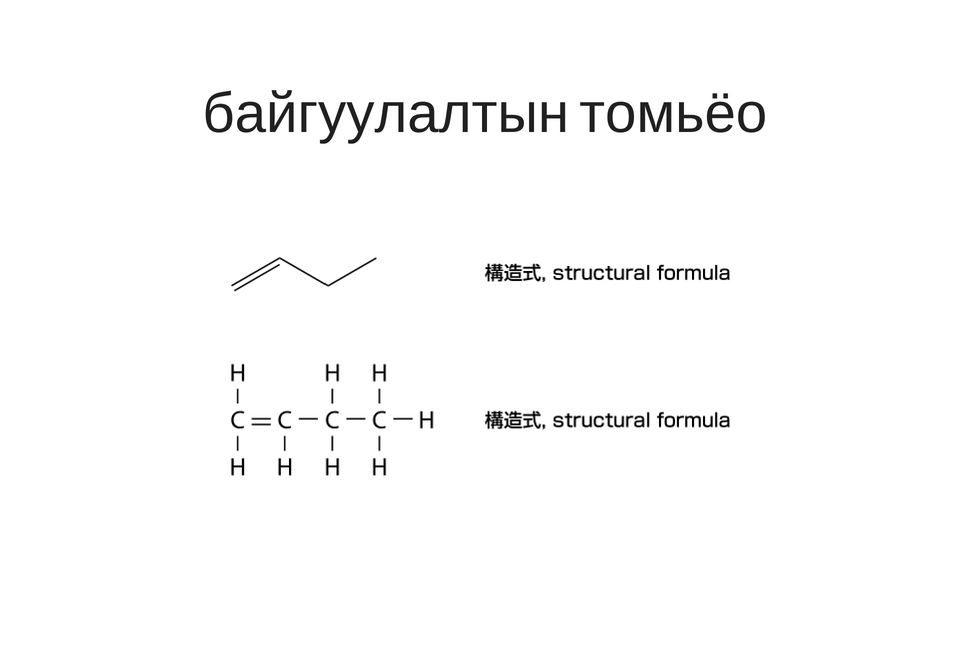 байгуулалтын томьёо
構造式, structural formula
H H H
C=C—C—C—H
H H H H
構造式, structural formula